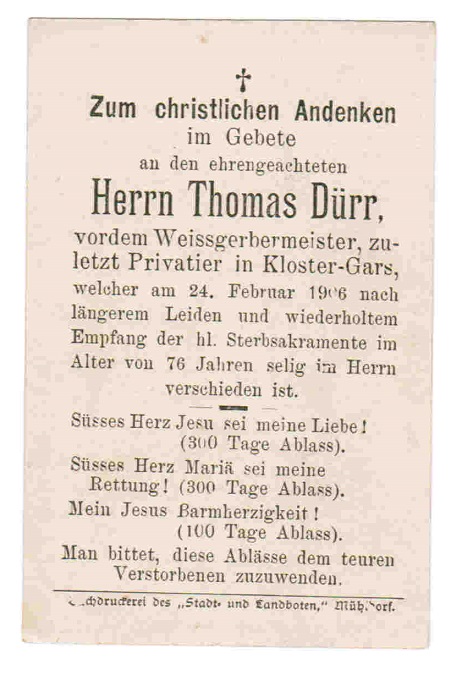 Zum christlichen Andenken
im Gebete
an den ehrengeachteten
Herrn Thomas Dürr,
vordem Weissgerbermeister, zu-
letzt Privatier in Kloster-Gars,
welcher am 24. Februar 1906 nach
längerem Leiden und wiederholtem
Empfang der hl. Sterbsakramente im
Alter von 76 Jahren selig im Herrn
verschieden ist.
Süsses Herz Jesu sei meine Liebe!
(300 Tage Ablass).
Süsses Herz Mariä sei meine
Rettung! (300 Tage Ablass).
Mein Jesus Barmherzigkeit!
(100 Tage Ablass).
Man bittet, diese Ablässe dem teuren
Verstorbenen zuzuwenden.
Buchdruckerei des „Stadt- und Landboten,“ Mühldorf.